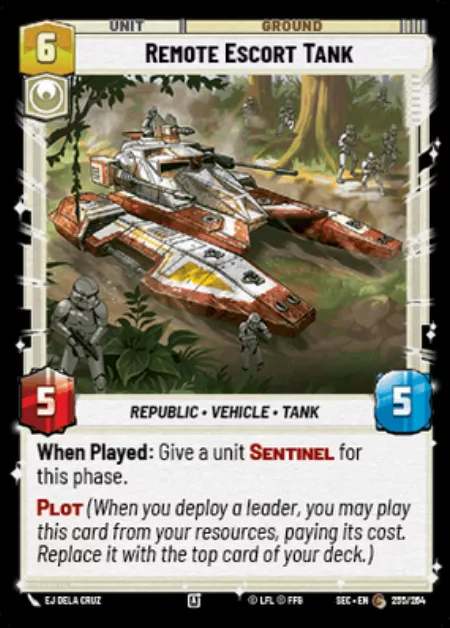 UNIT
GROUND
6
REMOTE ESCORT TANK
5
REPUBLIC • VEHICLE • TANK
5
When Played: Give a unit SENTINEL for
this phase.
PLOT (When you deploy a leader, you may play
this card from your resources, paying its cost.
Replace it with the top card of your deck.)
EJ DELA CRUZ
A
© LFL © FFG
SEC • EN
C
255/264